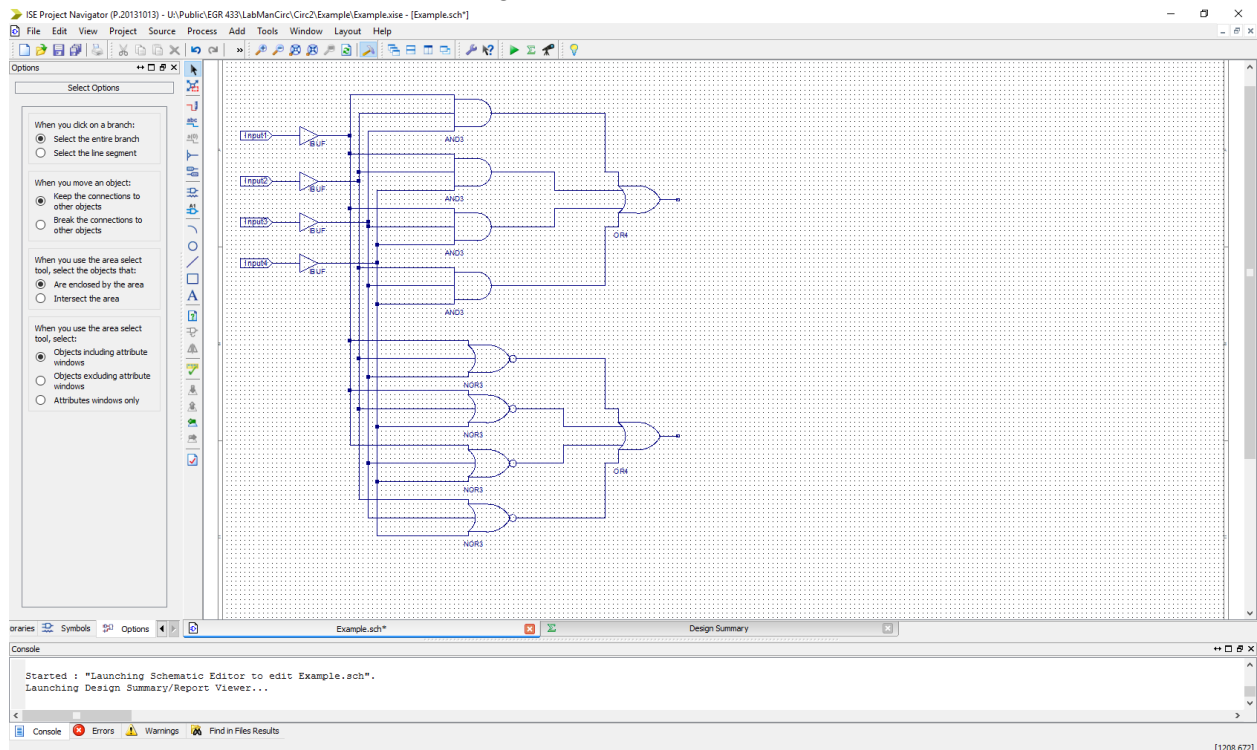 ISE Project Navigator (P.20131013) - U:\Public\EGR 433\LabManCirc\Circ2\Example\Example.xise - [Example.sch*]
File Edit View Project Source Process Add Tools Window Layout Help
Options
Select Options
When you click on a branch:
Select the entire branch
Select the line segment
When you move an object:
Keep the connections to
other objects
Break the connections to
other objects
When you use the area select
tool, select the objects that:
Are enclosed by the area
Intersect the area
When you use the area select
tool, select:
Objects including attribute
windows
Objects excluding attribute
windows
Attributes windows only
abc
A
Input1
IBUF
Input2
IBUF
Input3
IBUF
Input4
IBUF
AND3
AND3
AND3
AND3
OR4
NOR3
NOR3
NOR3
NOR3
OR4
oraries Symbols Options
Example.sch*
Design Summary
Console
Started : "Launching Schematic Editor to edit Example.sch".
Launching Design Summary/Report Viewer...
Console Errors Warnings Find in Files Results
[1208,672]